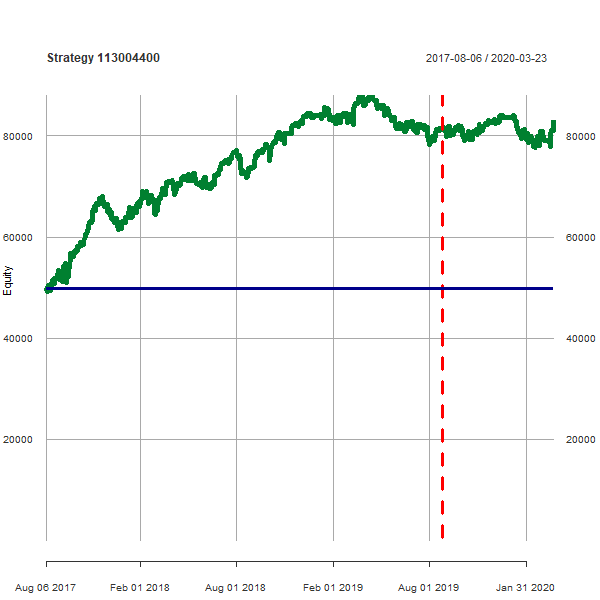 Strategy 113004400
2017-08-06 / 2020-03-23
80000 80000
60000 60000
Equity
40000 40000
20000 20000
Aug 06 2017 Feb 01 2018 Aug 01 2018 Feb 01 2019 Aug 01 2019 Jan 31 2020